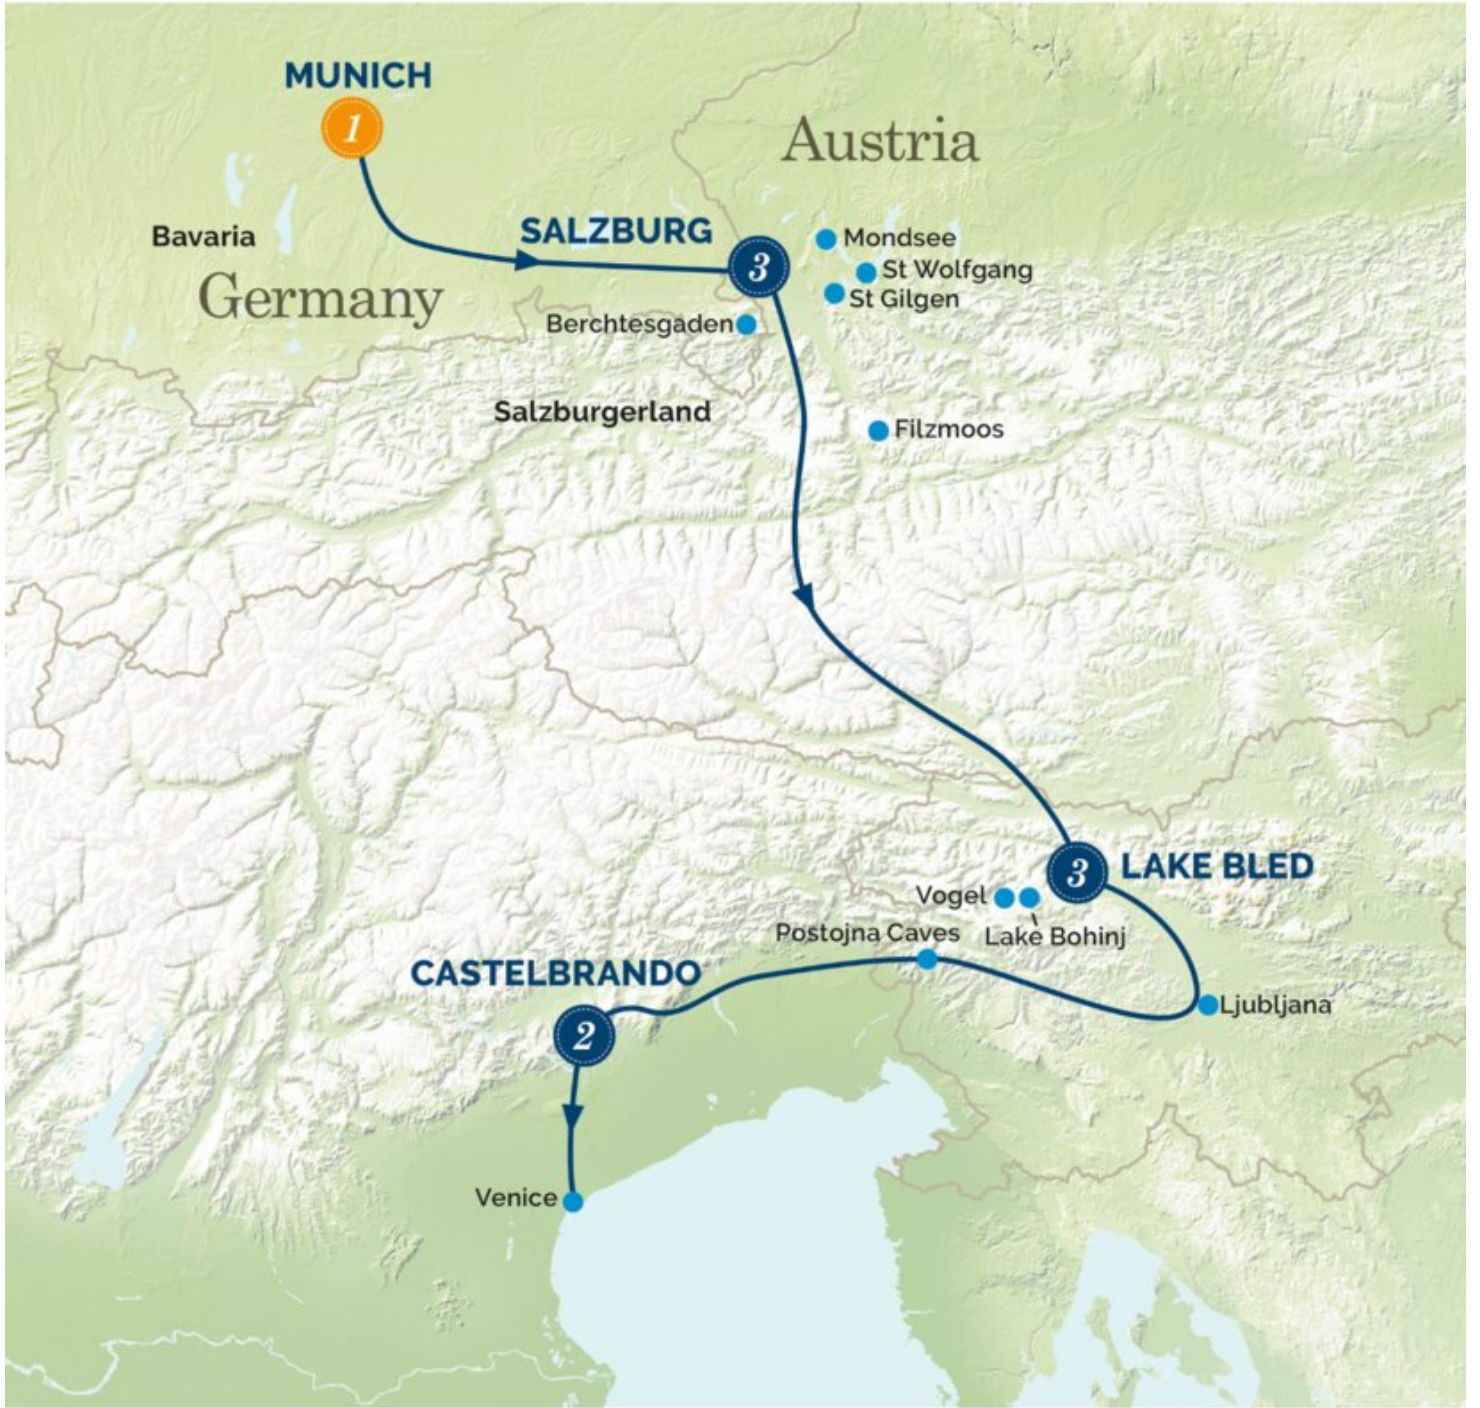 MUNICH
1
Austria
Bavaria
SALZBURG
3
Mondsee
St Wolfgang
Germany
St Gilgen
Berchtesgaden
Salzburgerland
Filzmoos
3
LAKE BLED
Vogel
Postojna Caves
Lake Bohinj
CASTELBRANDO
2
Ljubljana
Venice